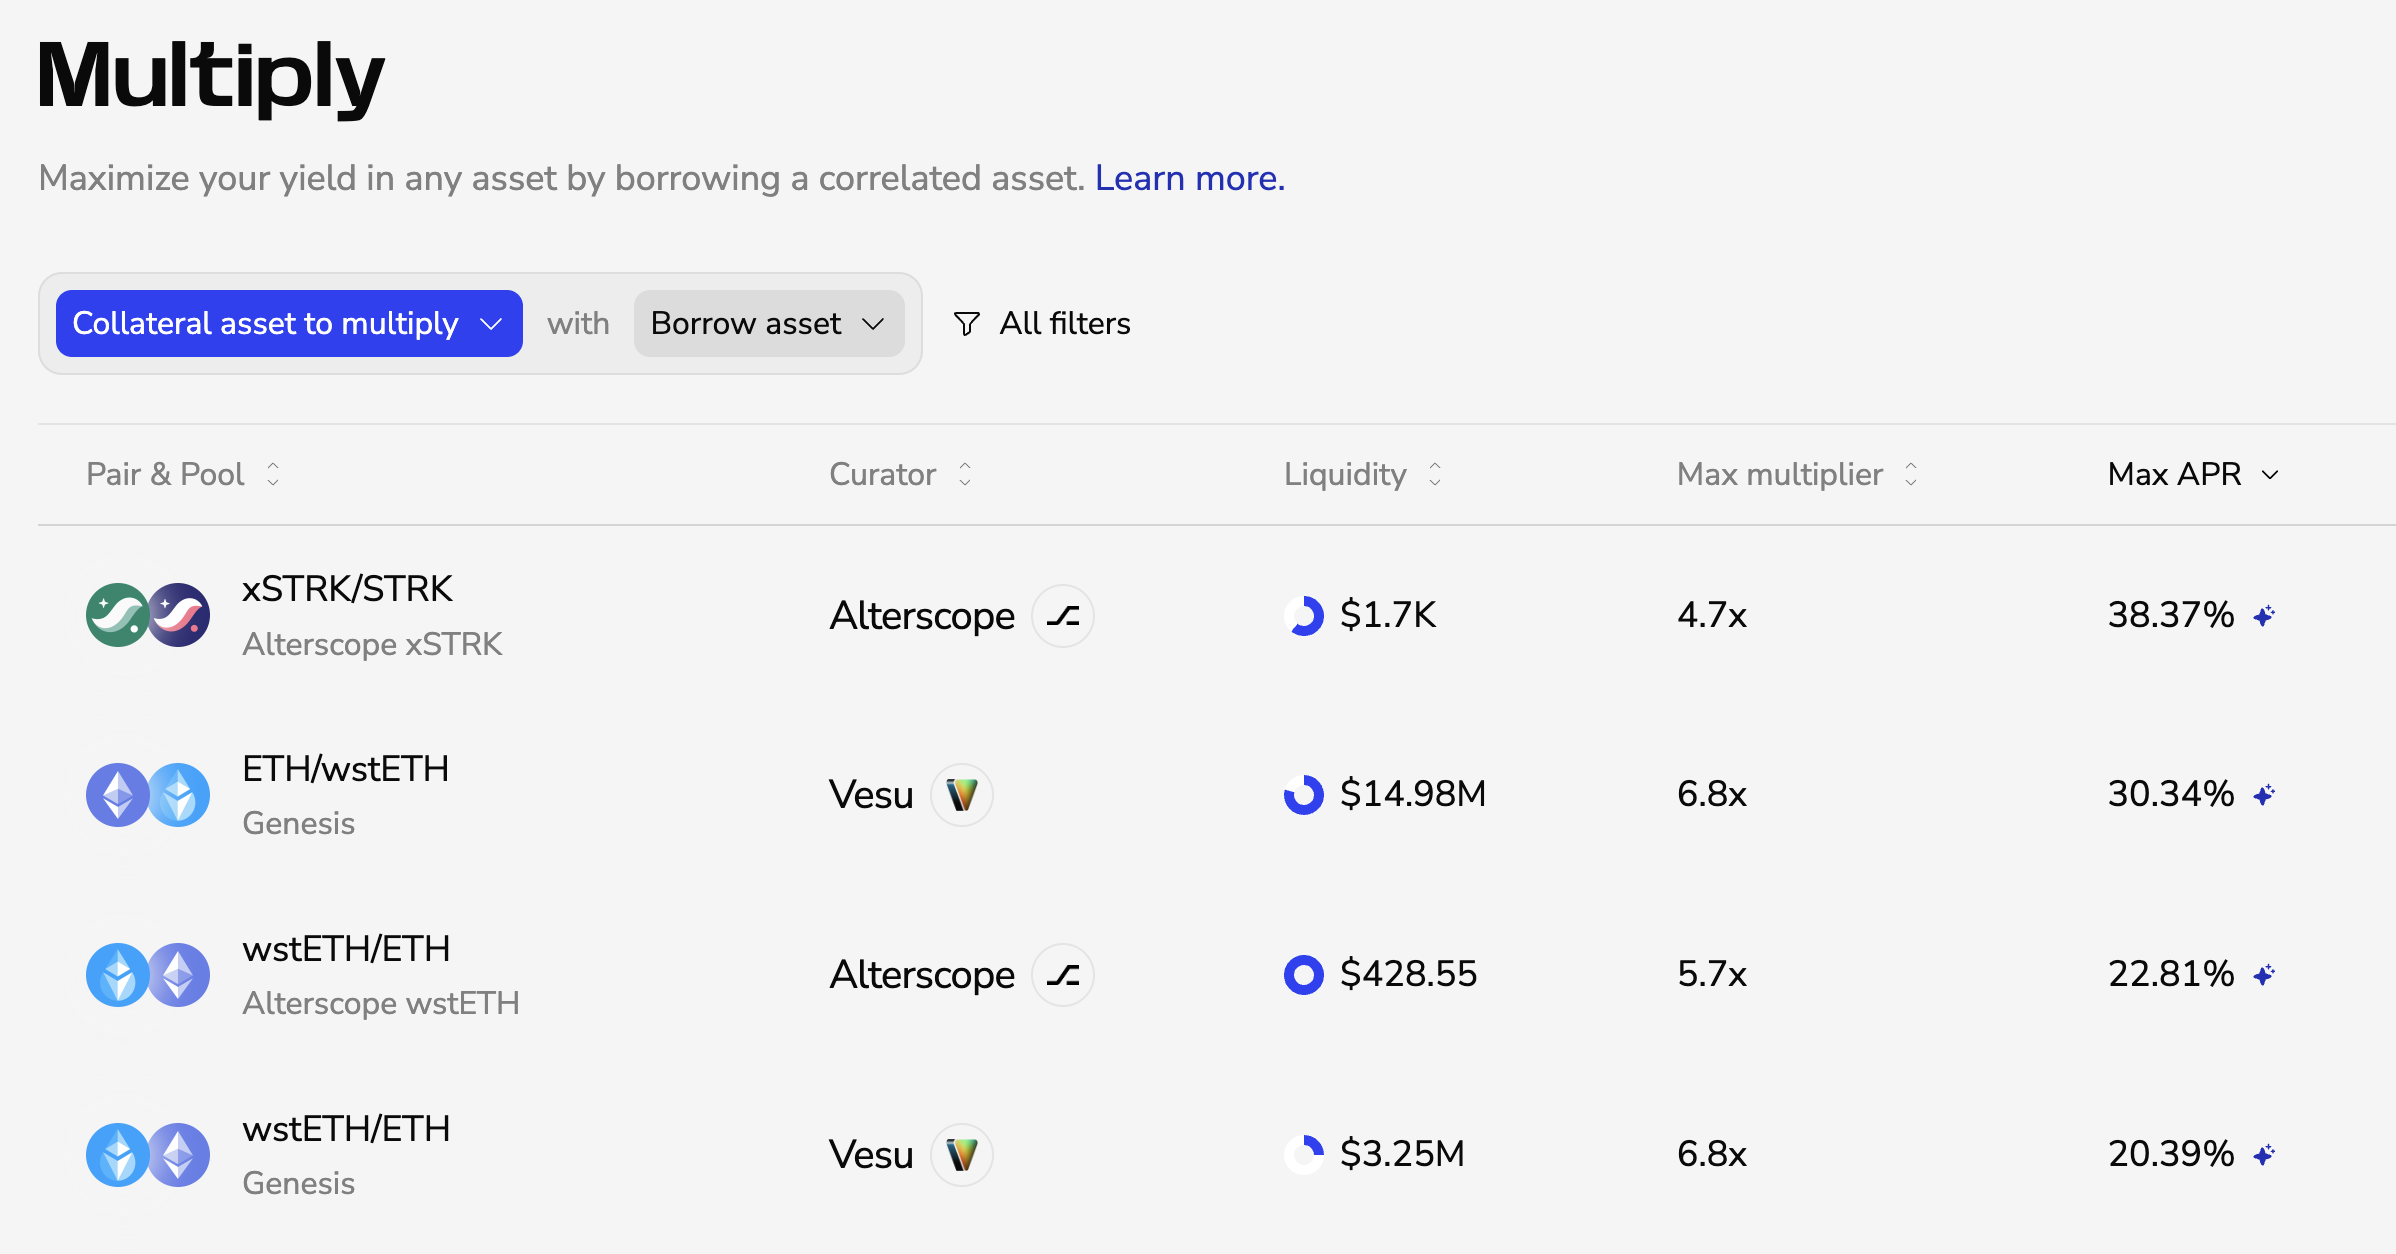 Multiply
Maximize your yield in any asset by borrowing a correlated asset. Learn more.
Collateral asset to multiply with Borrow asset All filters
Pair & Pool Curator Liquidity Max multiplier Max APR
xSTRK/STRK
Alterscope xSTRK
Alterscope $1.7K 4.7x 38.37%
ETH/wstETH
Genesis
Vesu $14.98M 6.8x 30.34%
wstETH/ETH
Alterscope wstETH
Alterscope $428.55 5.7x 22.81%
wstETH/ETH
Genesis
Vesu $3.25M 6.8x 20.39%